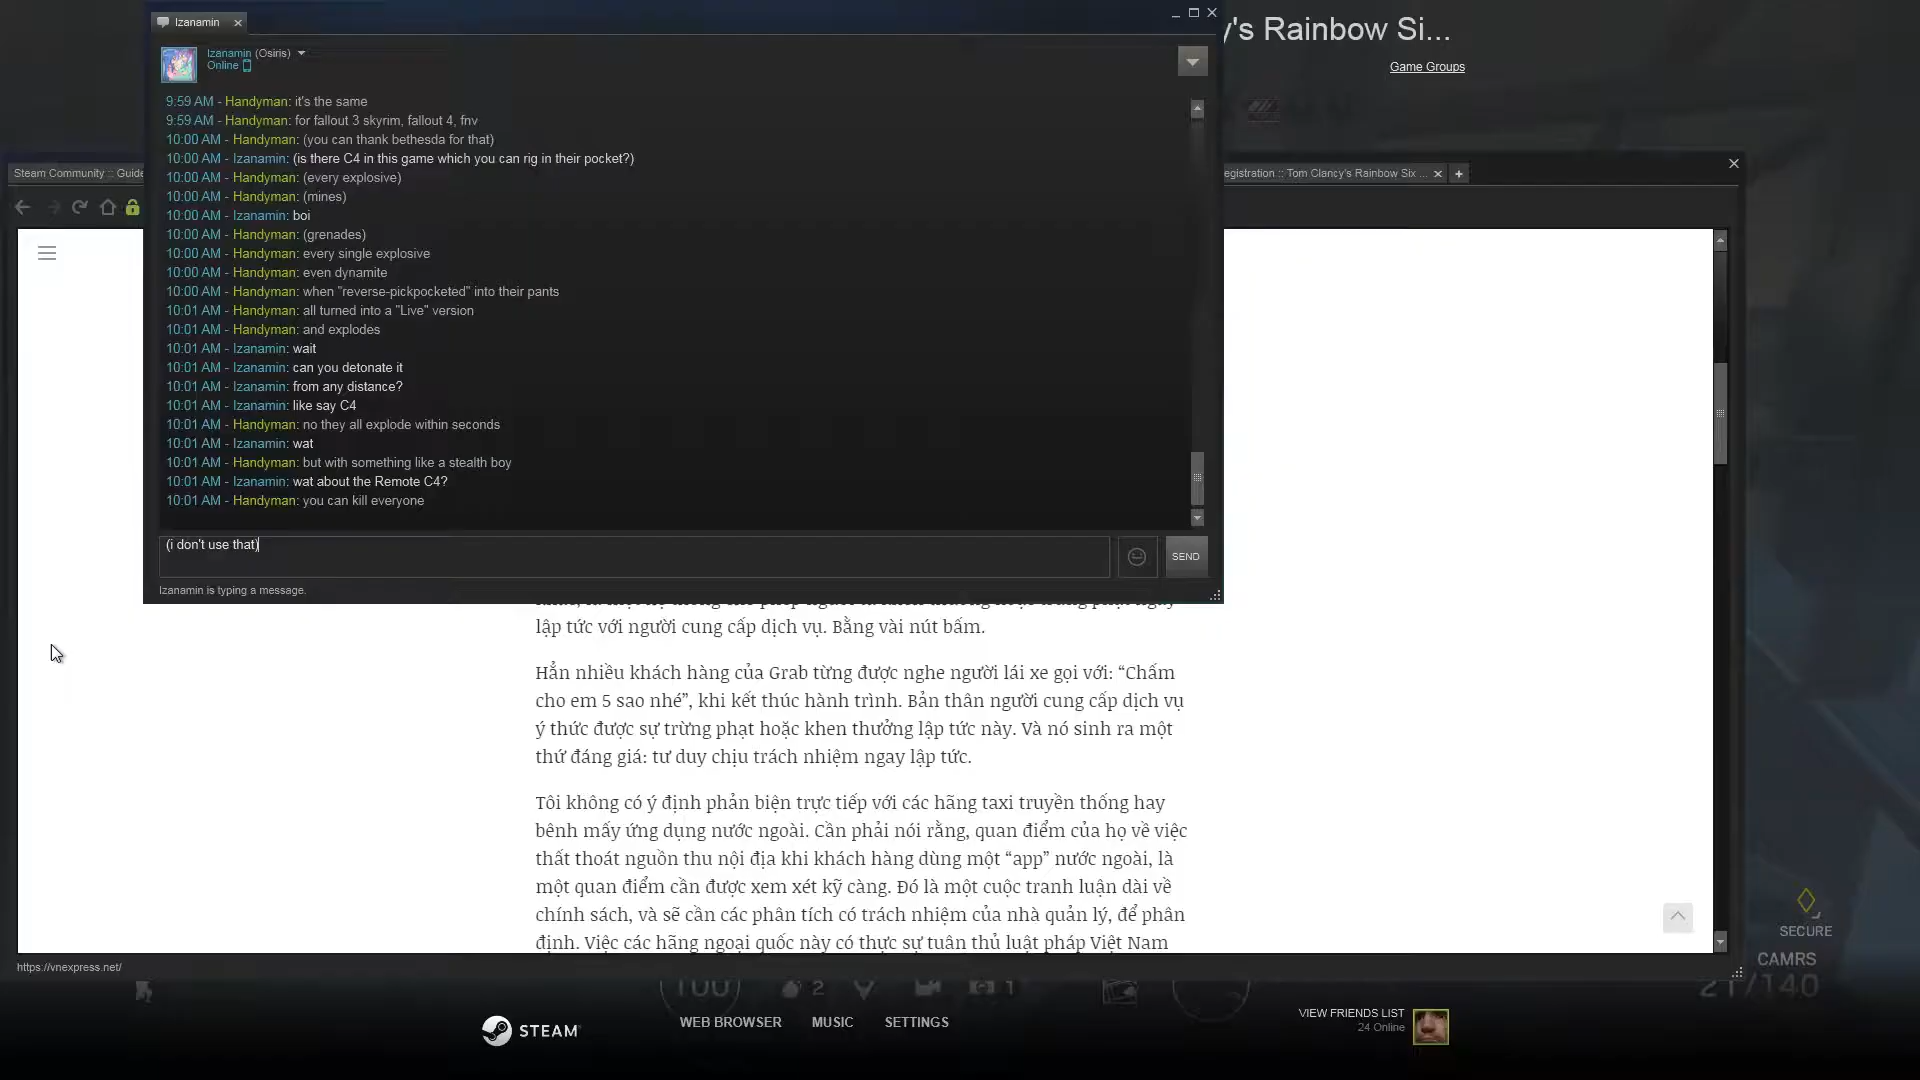 Izanamin
's Rainbow Si...
Izanamin (Osiris)
Online
Game Groups
9:59 AM - Handyman: it's the same
9:59 AM - Handyman: for fallout 3 skyrim, fallout 4, fnv
10:00 AM - Handyman: (you can thank bethesda for that)
10:00 AM - Izanamin: (is there C4 in this game which you can rig in their pocket?)
10:00 AM - Handyman: (every explosive)
10:00 AM - Handyman: (mines)
10:00 AM - Izanamin: boi
10:00 AM - Handyman: (grenades)
10:00 AM - Handyman: every single explosive
10:00 AM - Handyman: even dynamite
10:00 AM - Handyman: when "reverse-pickpocketed" into their pants
10:01 AM - Handyman: all turned into a "Live" version
10:01 AM - Handyman: and explodes
10:01 AM - Izanamin: wait
10:01 AM - Izanamin: can you detonate it
10:01 AM - Izanamin: from any distance?
10:01 AM - Izanamin: like say C4
10:01 AM - Handyman: no they all explode within seconds
10:01 AM - Izanamin: wat
10:01 AM - Handyman: but with something like a stealth boy
10:01 AM - Izanamin: wat about the Remote C4?
10:01 AM - Handyman: you can kill everyone
(i don't use that)
SEND
Izanamin is typing a message.
Steam Community :: Guide
egistration :: Tom Clancy's Rainbow Six ...
lập tức với người cung cấp dịch vụ. Bằng vài nút bấm.
Hẳn nhiều khách hàng của Grab từng được nghe người lái xe gọi với: “Chấm
cho em 5 sao nhé”, khi kết thúc hành trình. Bản thân người cung cấp dịch vụ
ý thức được sự trừng phạt hoặc khen thưởng lập tức này. Và nó sinh ra một
thứ đáng giá: tư duy chịu trách nhiệm ngay lập tức.
Tôi không có ý định phản biện trực tiếp với các hãng taxi truyền thống hay
bênh mấy ứng dụng nước ngoài. Cần phải nói rằng, quan điểm của họ về việc
thất thoát nguồn thu nội địa khi khách hàng dùng một “app” nước ngoài, là
một quan điểm cần được xem xét kỹ càng. Đó là một cuộc tranh luận dài về
chính sách, và sẽ cần các phân tích có trách nhiệm của nhà quản lý, để phân
định. Việc các hãng ngoại quốc này có thực sự tuân thủ luật pháp Việt Nam
https://vnexpress.net/
SECURE
CAMRS
100
2
1
21/140
STEAM
WEB BROWSER
MUSIC
SETTINGS
VIEW FRIENDS LIST
24 Online